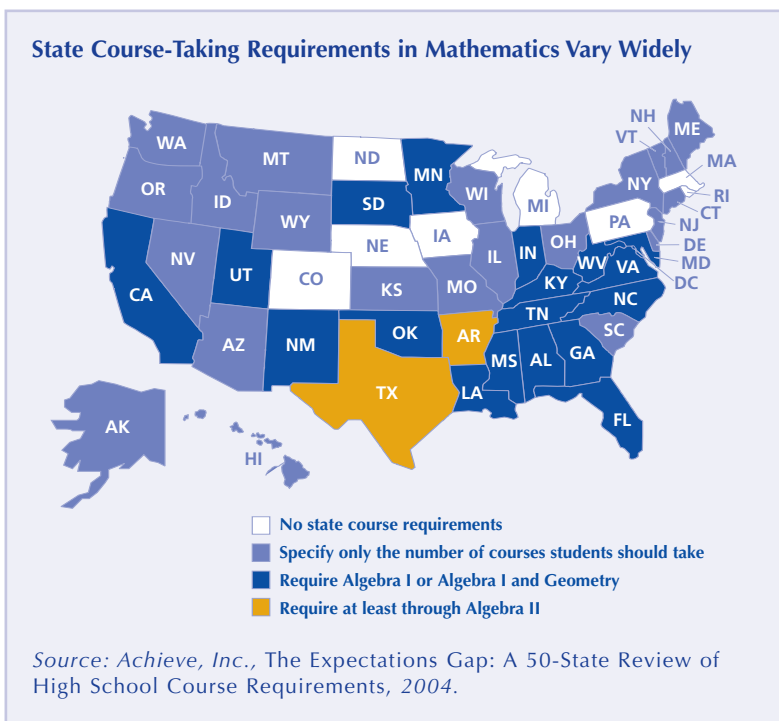 State Course-Taking Requirements in Mathematics Vary Widely
WA
OR
ID
MT
WY
NV
CA
UT
AZ
CO
NM
ND
SD
NE
KS
OK
TX
MN
IA
MO
AR
LA
WI
IL
MI
IN
OH
KY
TN
MS
AL
GA
FL
SC
NC
VA
WV
PA
NY
VT
NH
ME
MA
RI
CT
NJ
DE
MD
DC
AK
HI
No state course requirements
Specify only the number of courses students should take
Require Algebra I or Algebra I and Geometry
Require at least through Algebra II
Source: Achieve, Inc., The Expectations Gap: A 50-State Review of
High School Course Requirements, 2004.